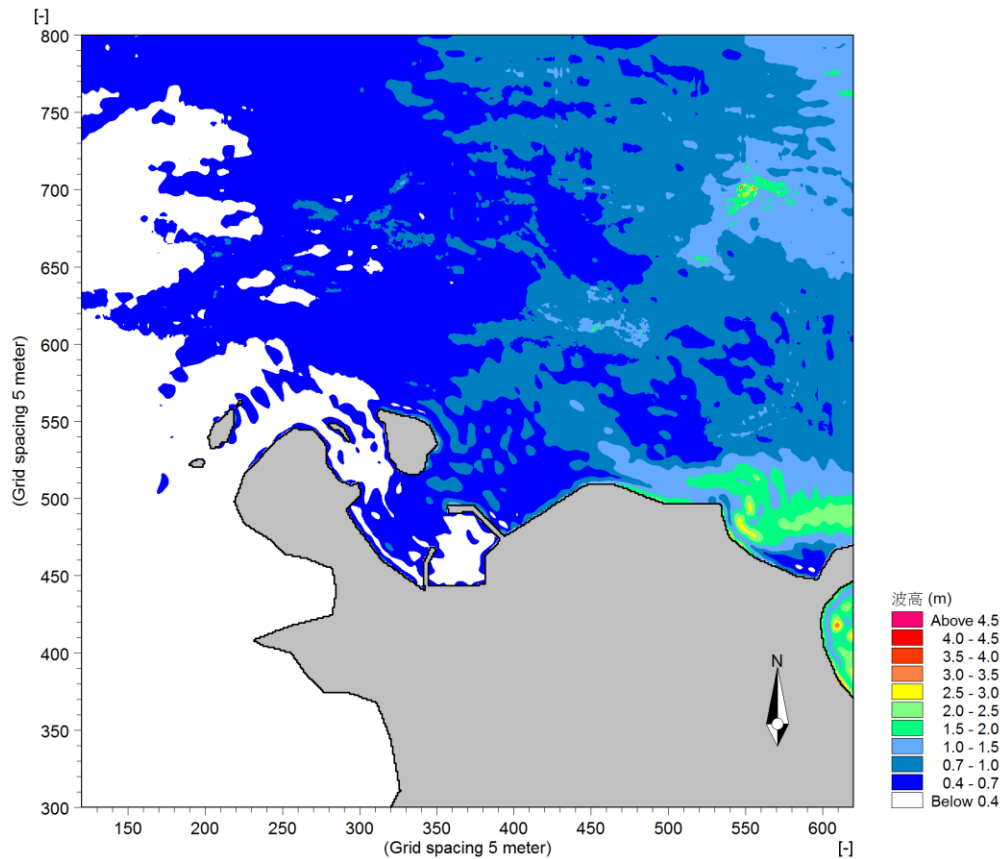 [-]
800
750
700
650
600
550
500
450
400
350
300
(Grid spacing 5 meter)
150 200 250 300 350 400 450 500 550 600
(Grid spacing 5 meter)
[-]
N
波高 (m)
Above 4.5
4.0 - 4.5
3.5 - 4.0
3.0 - 3.5
2.5 - 3.0
2.0 - 2.5
1.5 - 2.0
1.0 - 1.5
0.7 - 1.0
0.4 - 0.7
Below 0.4